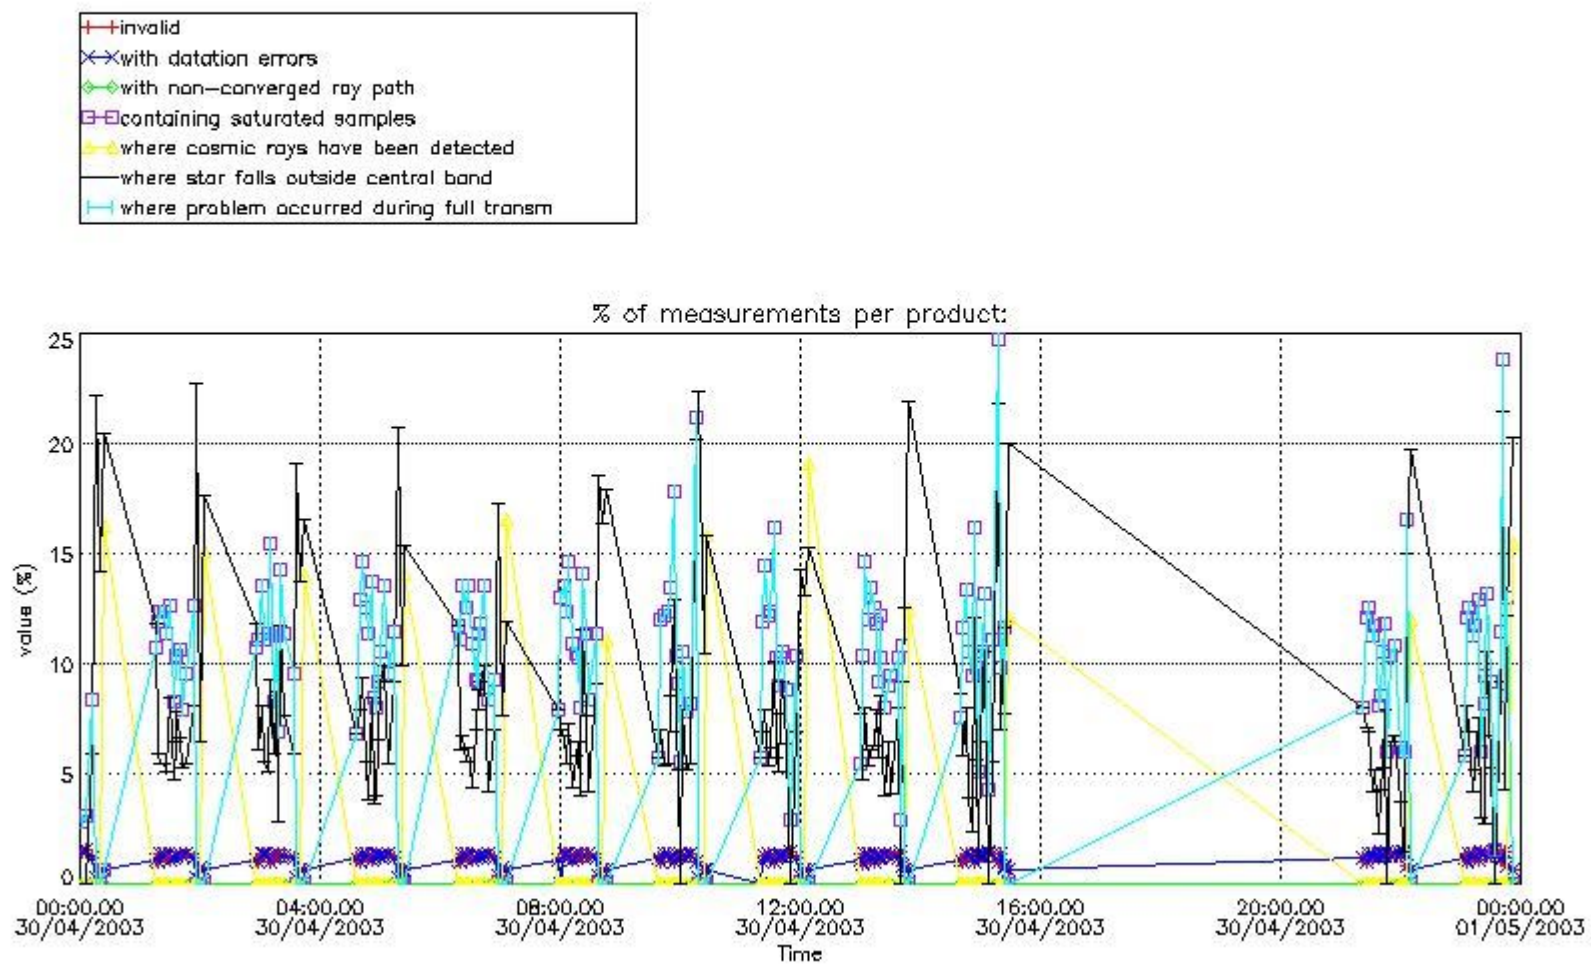 invalid
with datation errors
with non-converged ray path
containing saturated samples
where cosmic rays have been detected
where star falls outside central band
where problem occurred during full transm
% of measurements per product:
25
20
15
10
5
0
value (%)
00:00:00 04:00:00 08:00:00 12:00:00 16:00:00 20:00:00 00:00:00
30/04/2003 30/04/2003 30/04/2003 30/04/2003 30/04/2003 30/04/2003 01/05/2003
Time